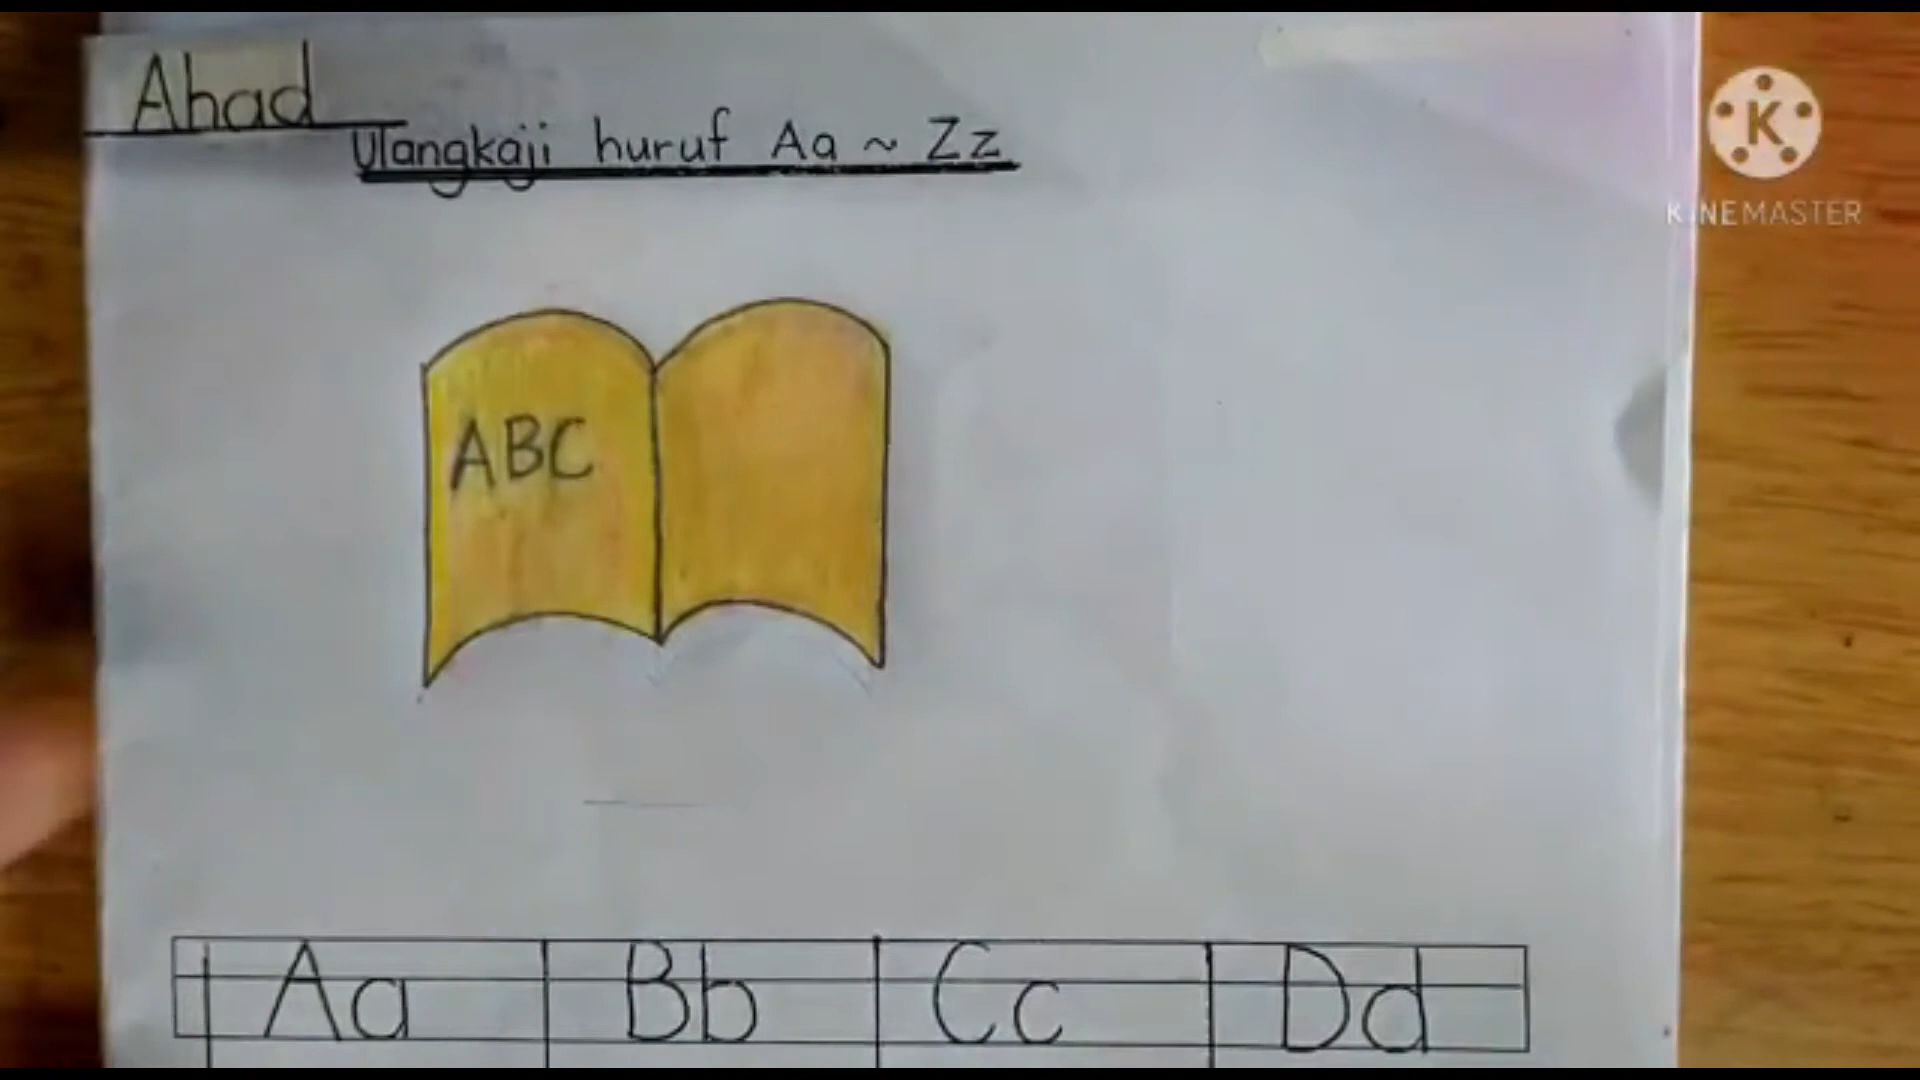 Ahad
Ulangkaji huruf Aa ~ Zz
K
KINEMASTER
ABC
Aa Bb Cc Dd